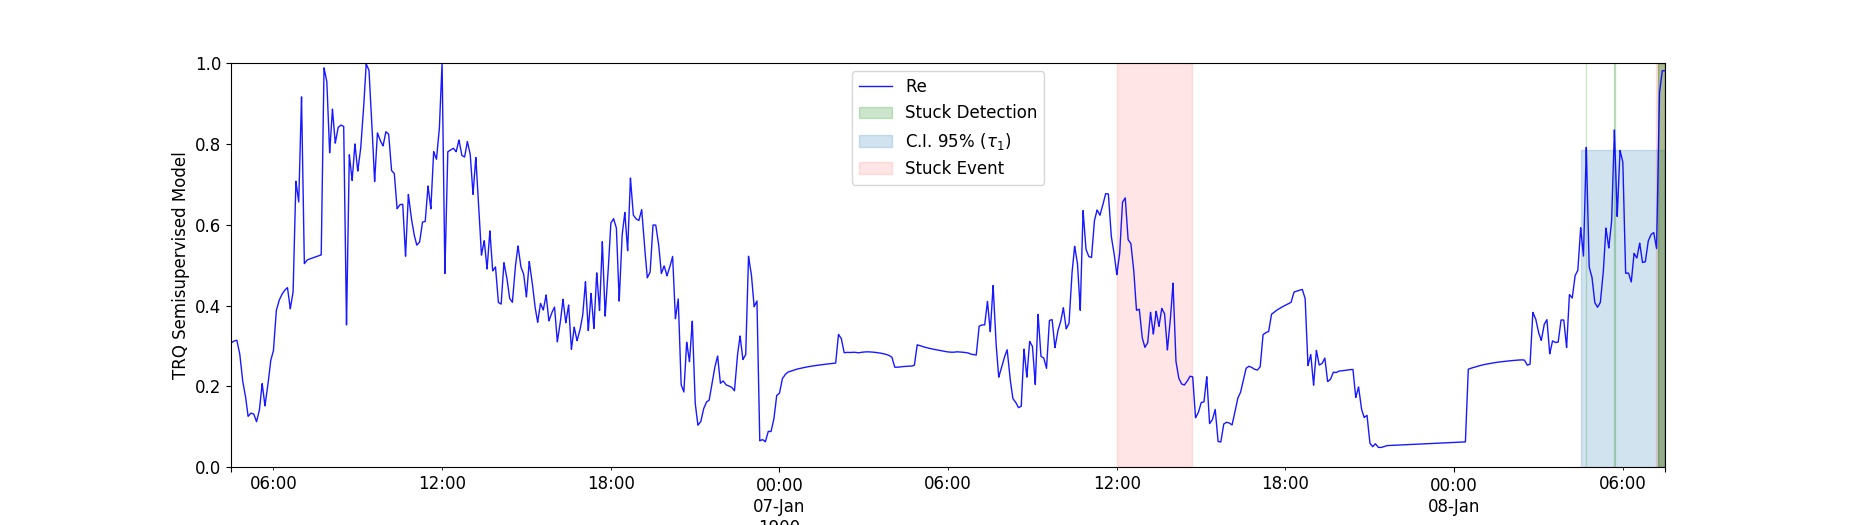 TRQ Semisupervised Model
1.0
0.8
0.6
0.4
0.2
0.0
Re
Stuck Detection
C.I. 95% (τ₁)
Stuck Event
06:00 12:00 18:00 00:00 06:00 12:00 18:00 00:00 06:00
07-Jan 08-Jan
1900